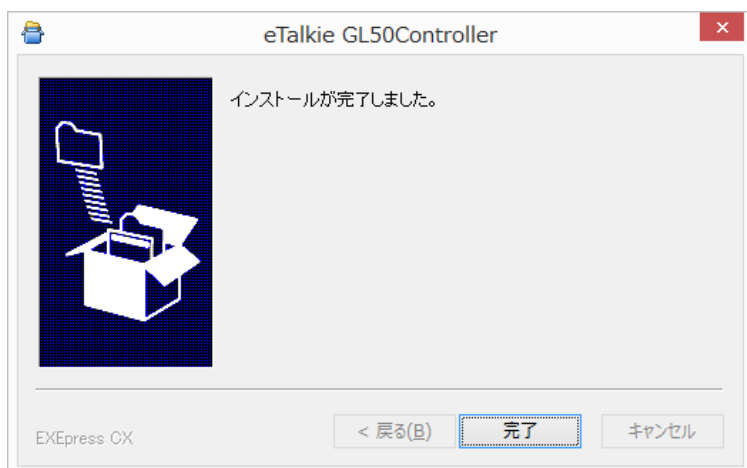 eTalkie GL50Controller
インストールが完了しました。
EXEpress CX
< 戻る(B)
完了
キャンセル